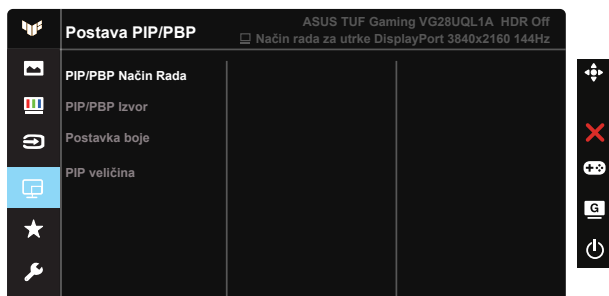 Postava PIP/PBP
ASUS TUF Gaming VG28UQL1A HDR Off
Način rada za utrke DisplayPort 3840x2160 144Hz
PIP/PBP Način Rada
PIP/PBP Izvor
Postavka boje
PIP veličina
G